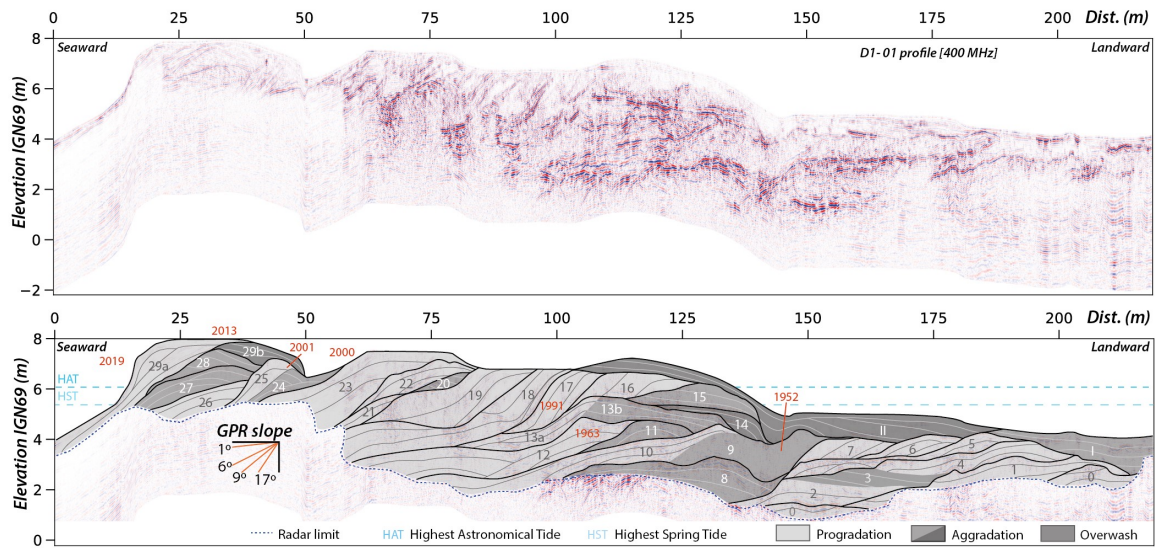 0 25 50 75 100 125 150 175 200 Dist. (m)
8 Seaward D1-01 profile [400 MHz] Landward
6
4
2
0
−2
Elevation IGN69 (m)
2013
0 25 50 75 100 125 150 175 200 Dist. (m)
8 Seaward Landward
2019 29a 28 29b 2001 2000
HAT
HST
6
27 26 25 24 23 22 21 20 19 18 17 16 15 1952
1991 13b 14 II
1963 13a 12 11 10 9 8 7 6 5 4 3 2 1 0 0 I
4
2
0
Elevation IGN69 (m)
GPR slope
1º
6º
9º 17º
Radar limit HAT Highest Astronomical Tide HST Highest Spring Tide Progradation Aggradation Overwash